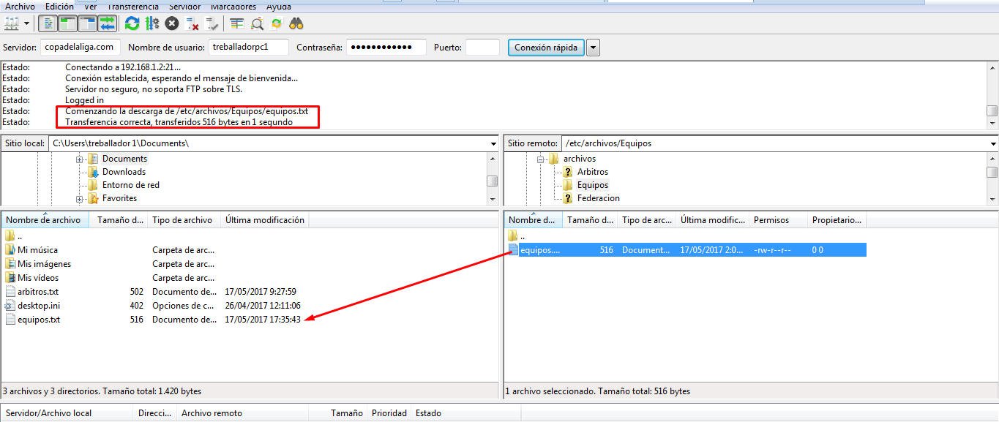 Archivo Edición Ver Transferencia Servidor Marcadores Ayuda
Servidor: copadelaliga.com Nombre de usuario: treballadorpc1 Contraseña: ●●●●●●●●●●●● Puerto: Conexión rápida
Estado: Conectando a 192.168.1.2:21...
Estado: Conexión establecida, esperando el mensaje de bienvenida...
Estado: Servidor no seguro, no soporta FTP sobre TLS.
Estado: Logged in
Estado: Comenzando la descarga de /etc/archivos/Equipos/equipos.txt
Estado: Transferencia correcta, transferidos 516 bytes en 1 segundo
Sitio local: C:\Users\treballador1\Documents\
Documents
Downloads
Entorno de red
Favorites
Sitio remoto: /etc/archivos/Equipos
archivos
? Arbitros
Equipos
? Federacion
Nombre de archivo Tamaño d... Tipo de archivo Última modificación
..
Mi música Carpeta de arc...
Mis imágenes Carpeta de arc...
Mis vídeos Carpeta de arc...
arbitros.txt 502 Documento de... 17/05/2017 9:27:59
desktop.ini 402 Opciones de c... 26/04/2017 12:11:06
equipos.txt 516 Documento de... 17/05/2017 17:35:43
3 archivos y 3 directorios. Tamaño total: 1.420 bytes
Nombre d... Tamaño d... Tipo de arc... Última modific... Permisos Propietario...
..
equipos.... 516 Document... 17/05/2017 2:0... -rw-r--r-- 0 0
1 archivo seleccionado. Tamaño total: 516 bytes
Servidor/Archivo local Direcci... Archivo remoto Tamaño Prioridad Estado